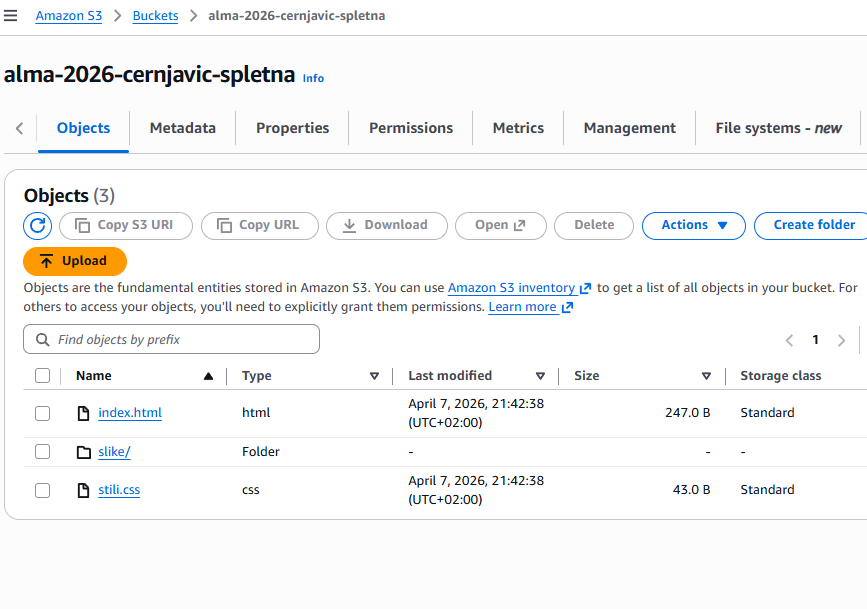 Amazon S3 > Buckets > alma-2026-cernjavic-spletna
alma-2026-cernjavic-spletna Info
Objects Metadata Properties Permissions Metrics Management File systems - new
Objects (3)
Copy S3 URI Copy URL Download Open Delete Actions Create folder
Upload
Objects are the fundamental entities stored in Amazon S3. You can use Amazon S3 inventory to get a list of all objects in your bucket. For
others to access your objects, you'll need to explicitly grant them permissions. Learn more
Find objects by prefix
1
Name Type Last modified Size Storage class
index.html html April 7, 2026, 21:42:38 (UTC+02:00) 247.0 B Standard
slike/ Folder - - -
stili.css css April 7, 2026, 21:42:38 (UTC+02:00) 43.0 B Standard